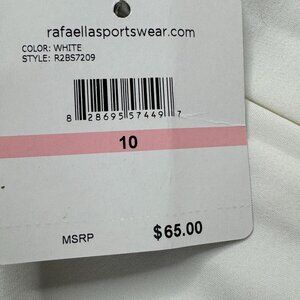 rafaellasportswear.com
COLOR: WHITE
STYLE: R2BS7209
8 28695 57449 7
10
MSRP $65.00